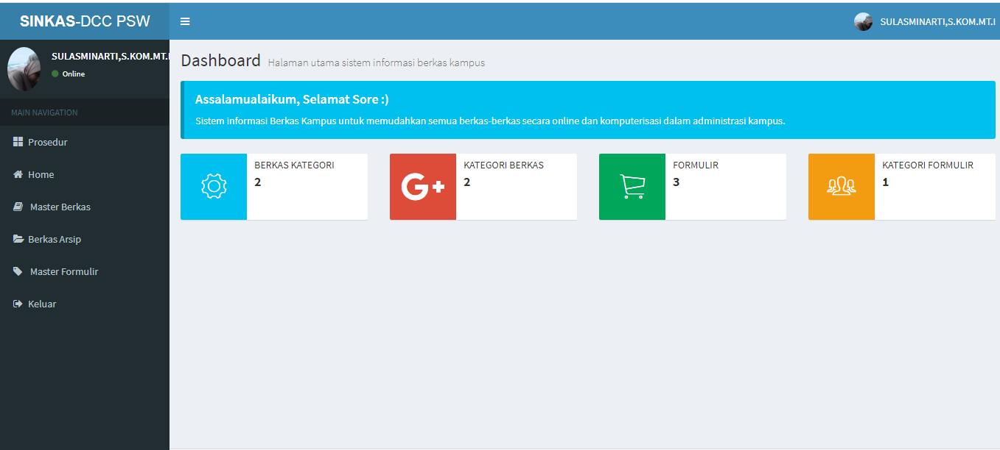 SINKAS-DCC PSW
SULASMINARTI,S.KOM.MT.I
SULASMINARTI,S.KOM.MT.I
Online
MAIN NAVIGATION
Prosedur
Home
Master Berkas
Berkas Arsip
Master Formulir
Keluar
Dashboard Halaman utama sistem informasi berkas kampus
Assalamualaikum, Selamat Sore :)
Sistem informasi Berkas Kampus untuk memudahkan semua berkas-berkas secara online dan komputerisasi dalam administrasi kampus.
BERKAS KATEGORI
2
G+
KATEGORI BERKAS
2
FORMULIR
3
KATEGORI FORMULIR
1